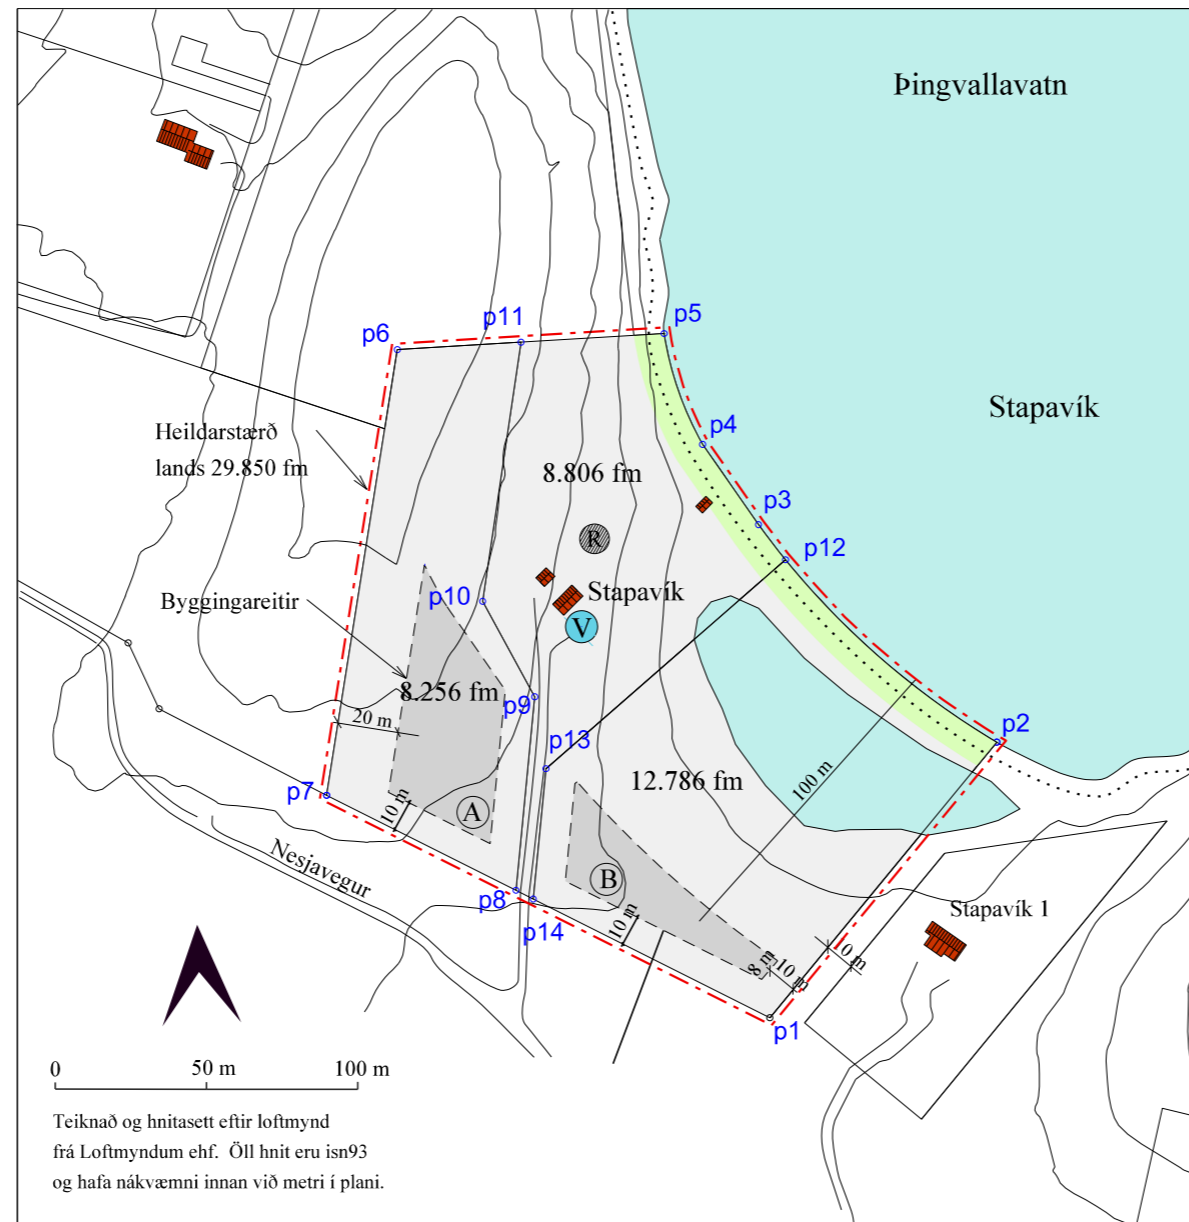 Þingvallavatn
p5
p11
p6
Stapavík
p4
Heildarstærð
lands 29.850 fm
8.806 fm
p3
p12
R
Stapavík
Byggingareitir
p10
V
8.256 fm
p9
20 m
p2
p13
12.786 fm
100 m
p7
10 m
A
Nesjavegur
B
p8
p14
10 m
Stapavík 1
8 m
10 m
10 m
p1
0
50 m
100 m
Teiknað og hnitasett eftir loftmynd
frá Loftmyndum ehf. Öll hnit eru isn93
og hafa nákvæmni innan við metri í plani.